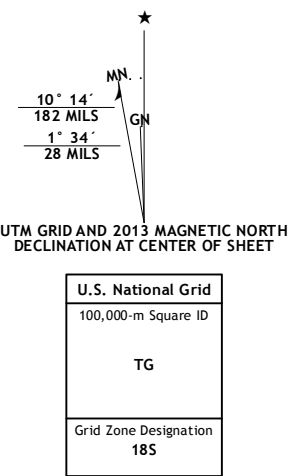 ★
MN
10° 14´
182 MILS
GN
1° 34´
28 MILS
UTM GRID AND 2013 MAGNETIC NORTH
DECLINATION AT CENTER OF SHEET
U.S. National Grid
100,000-m Square ID
TG
Grid Zone Designation
18S